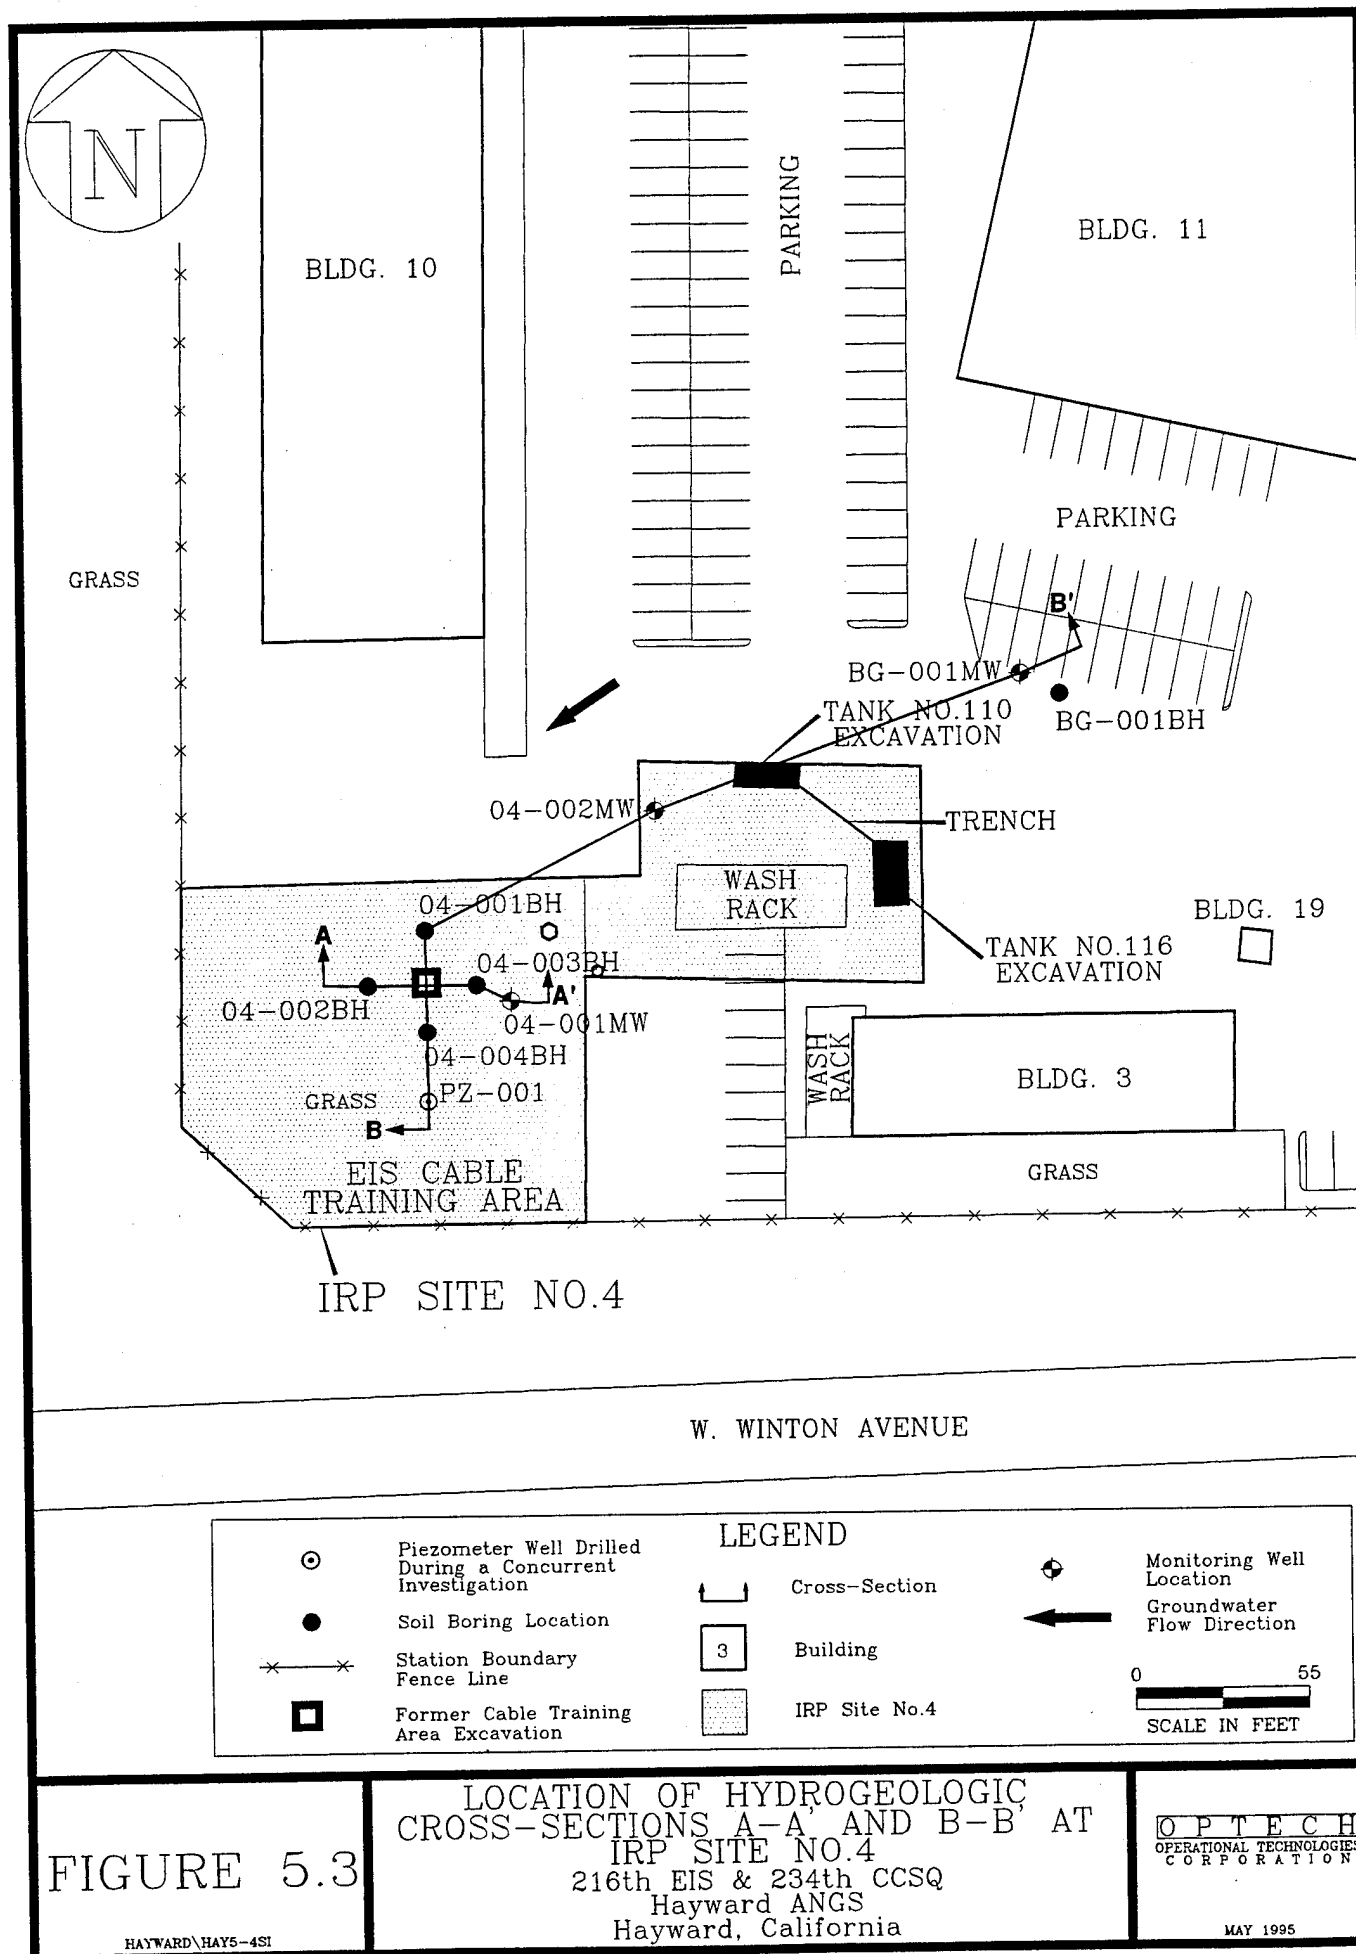 N
BLDG. 10
PARKING
BLDG. 11
GRASS
PARKING
B'
BG-001MW
BG-001BH
TANK NO.110
EXCAVATION
04-002MW
TRENCH
WASH
RACK
04-001BH
BLDG. 19
A
04-003BH
TANK NO.116
EXCAVATION
A'
04-002BH
04-001MW
04-004BH
WASH
RACK
BLDG. 3
GRASS
PZ-001
B
EIS CABLE
TRAINING AREA
GRASS
IRP SITE NO.4
W. WINTON AVENUE
LEGEND
Piezometer Well Drilled
During a Concurrent
Investigation
Soil Boring Location
Station Boundary
Fence Line
Former Cable Training
Area Excavation
Cross-Section
3
Building
IRP Site No.4
Monitoring Well
Location
Groundwater
Flow Direction
0 55
SCALE IN FEET
FIGURE 5.3
HAYWARD\HAY5-4SI
LOCATION OF HYDROGEOLOGIC
CROSS-SECTIONS A-A' AND B-B' AT
IRP SITE NO.4
216th EIS & 234th CCSQ
Hayward ANGS
Hayward, California
OPTECH
OPERATIONAL TECHNOLOGIES
CORPORATION
MAY 1995